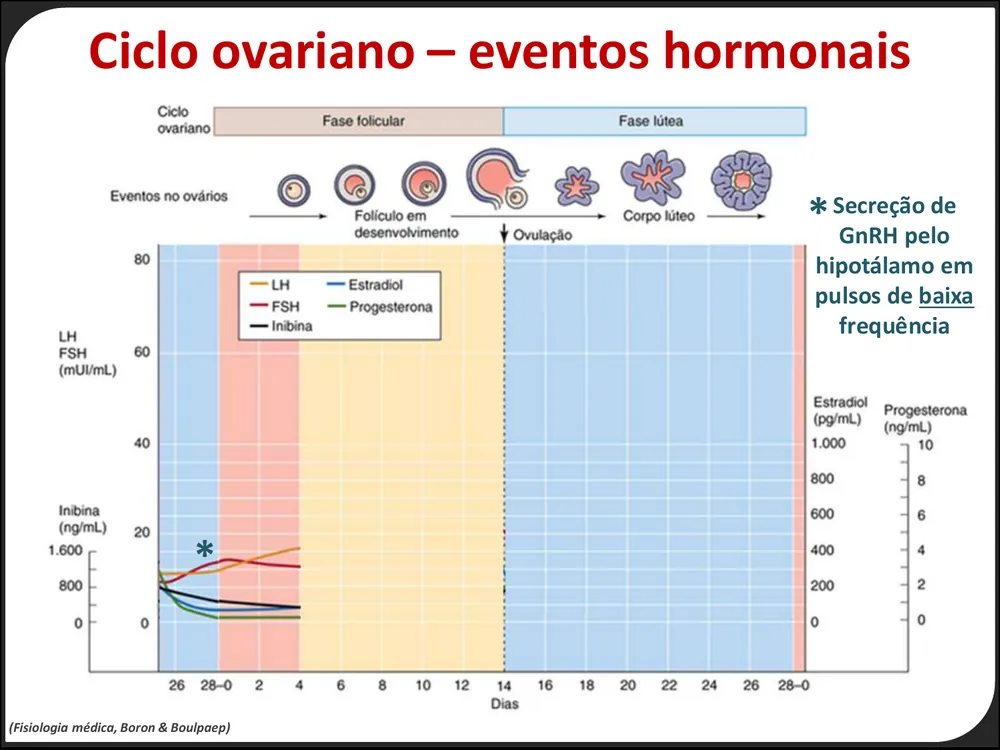 Ciclo ovariano – eventos hormonais
Ciclo
ovariano
Fase folicular
Fase lútea
Eventos no ovários
Folículo em
desenvolvimento
Corpo lúteo
Ovulação
* Secreção de
GnRH pelo
hipotálamo em
pulsos de baixa
frequência
80
60
40
20
0
LH
FSH
(mUI/mL)
LH
FSH
Inibina
Estradiol
Progesterona
Inibina
(ng/mL)
1.600
800
0
*
Estradiol
(pg/mL)
1.000
800
600
400
200
0
Progesterona
(ng/mL)
10
8
6
4
2
0
26 28–0 2 4 6 8 10 12 14 16 18 20 22 24 26 28–0
Dias
(Fisiologia médica, Boron & Boulpaep)